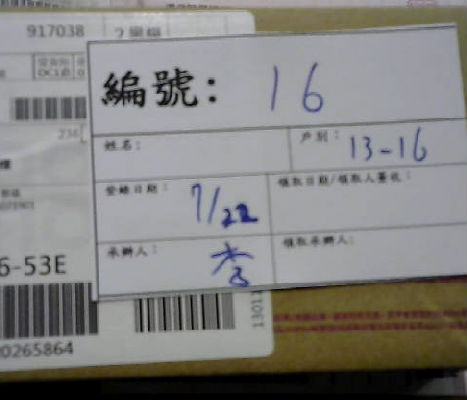 917038
編號: 16
姓名:
戶別: 13-16
登錄日期: 7/22
領取日期/領取人簽收:
承辦人: 李
領取承辦人:
6-53E
00265864